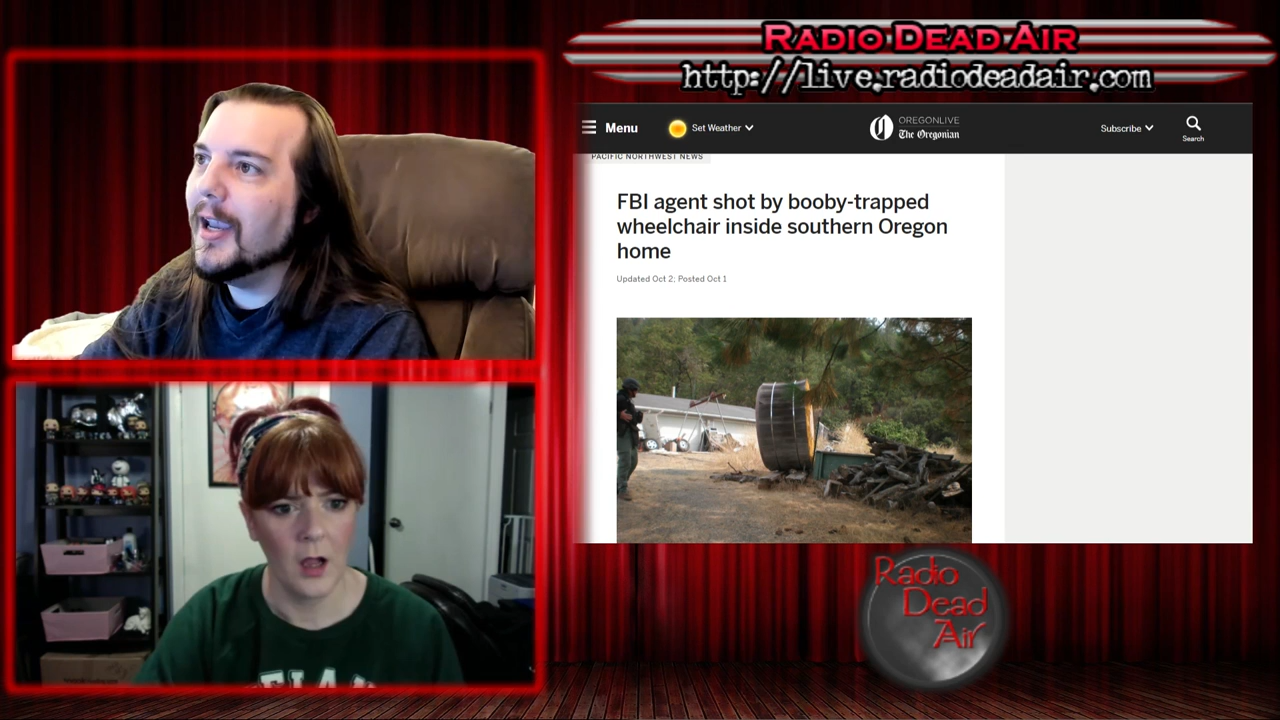 RADIO DEAD AIR
http://live.radiodeadair.com
Menu
Set Weather
OREGONLIVE
The Oregonian
Subscribe
Search
PACIFIC NORTHWEST NEWS
FBI agent shot by booby-trapped
wheelchair inside southern Oregon
home
Updated Oct 2; Posted Oct 1
Radio
Dead
Air